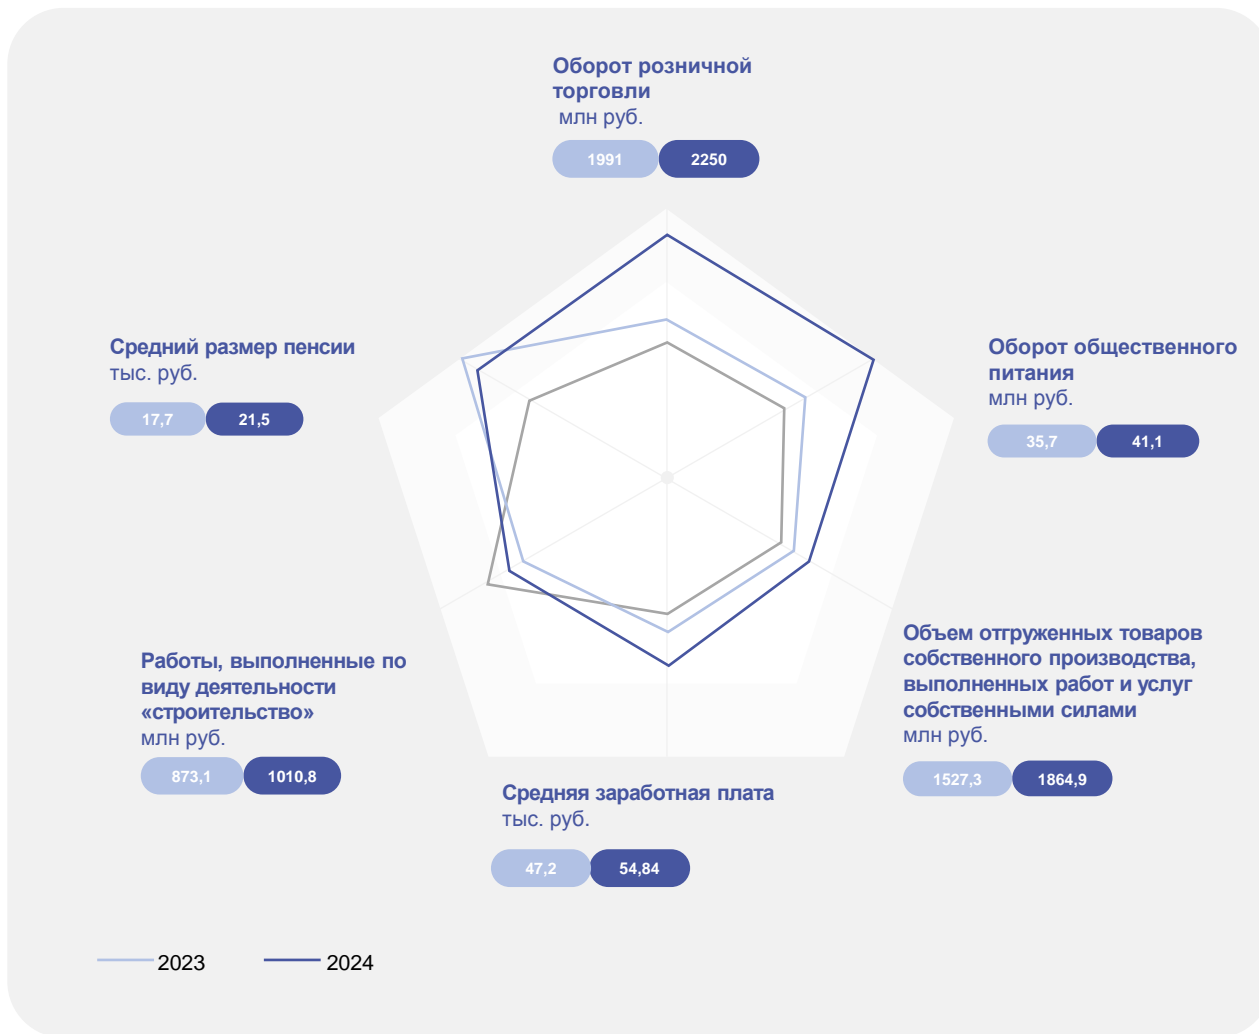 Оборот розничной
торговли
млн руб.
1991 2250
Средний размер пенсии
тыс. руб.
17,7 21,5
Оборот общественного
питания
млн руб.
35,7 41,1
Работы, выполненные по
виду деятельности
«строительство»
млн руб.
873,1 1010,8
Объем отгруженных товаров
собственного производства,
выполненных работ и услуг
собственными силами
млн руб.
1527,3 1864,9
Средняя заработная плата
тыс. руб.
47,2 54,84
2023 2024